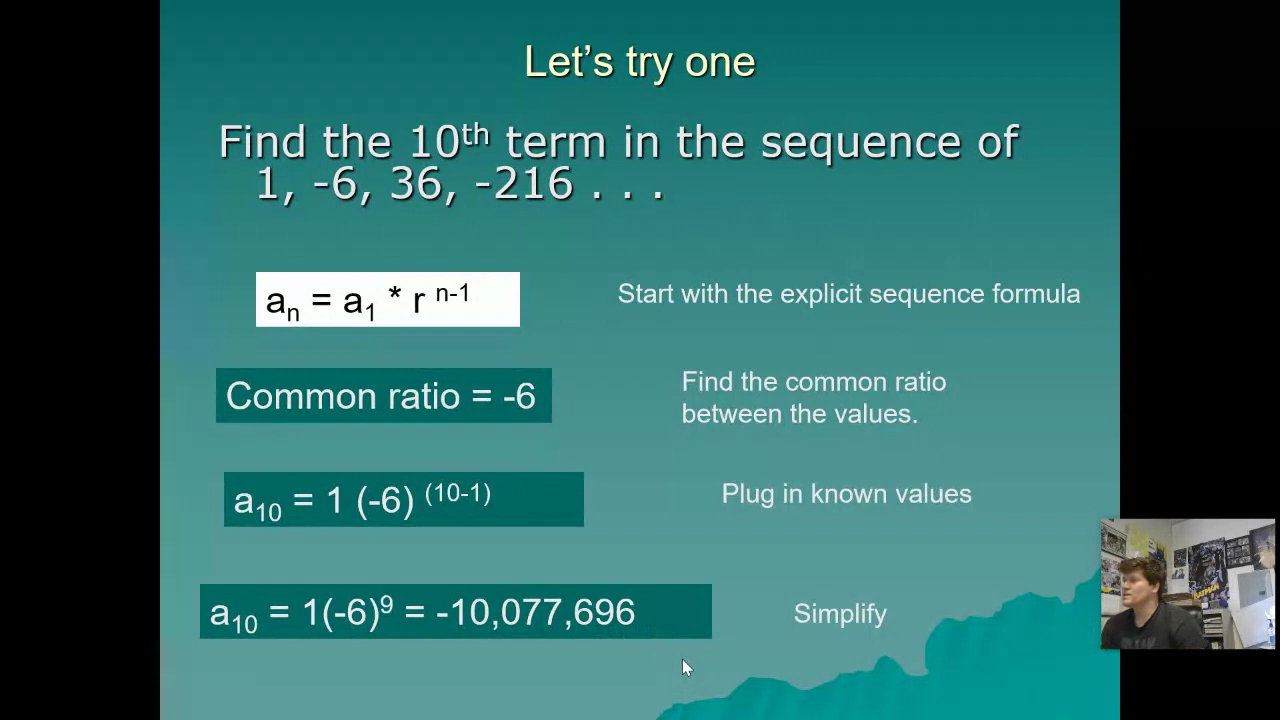 Let's try one
Find the 10th term in the sequence of
1, -6, 36, -216 . . .
an = a1 * r n-1
Start with the explicit sequence formula
Common ratio = -6
Find the common ratio
between the values.
a10 = 1 (-6) (10-1)
Plug in known values
a10 = 1(-6)9 = -10,077,696
Simplify